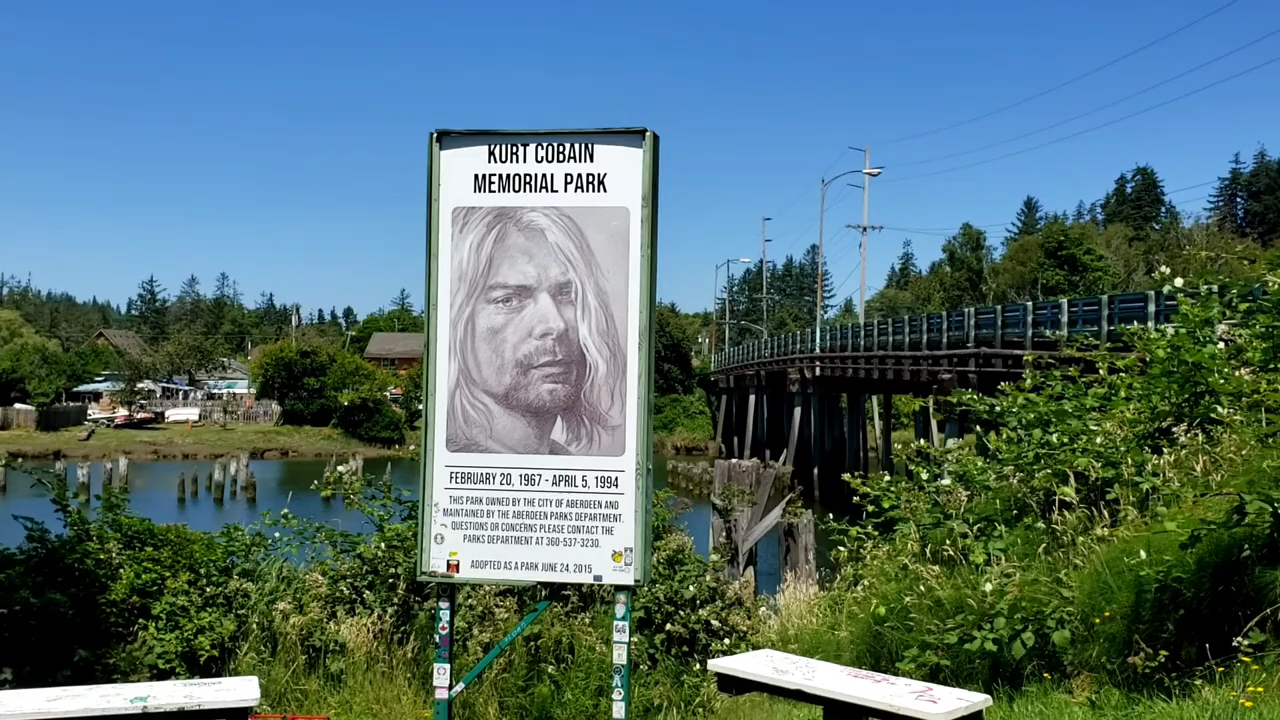 KURT COBAIN
MEMORIAL PARK
FEBRUARY 20, 1967 - APRIL 5, 1994
THIS PARK OWNED BY THE CITY OF ABERDEEN AND
MAINTAINED BY THE ABERDEEN PARKS DEPARTMENT.
QUESTIONS OR CONCERNS PLEASE CONTACT THE
PARKS DEPARTMENT AT 360-537-3230.
ADOPTED AS A PARK JUNE 24, 2015